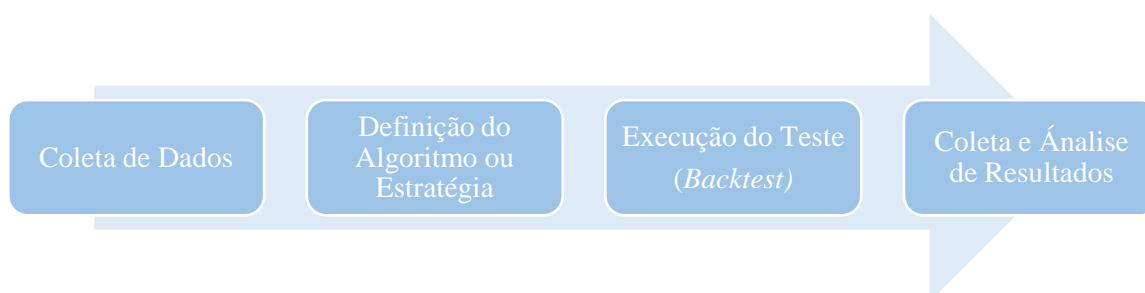 Coleta de Dados
Definição do
Algoritmo ou
Estratégia
Execução do Teste
(Backtest)
Coleta e Ánalise
de Resultados